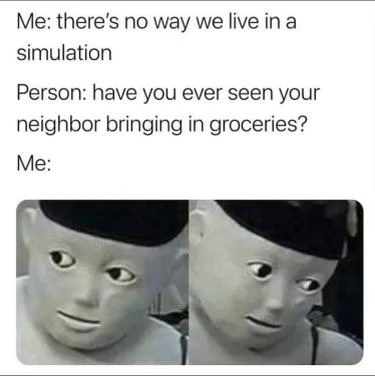 Me: there's no way we live in a
simulation
Person: have you ever seen your
neighbor bringing in groceries?
Me: